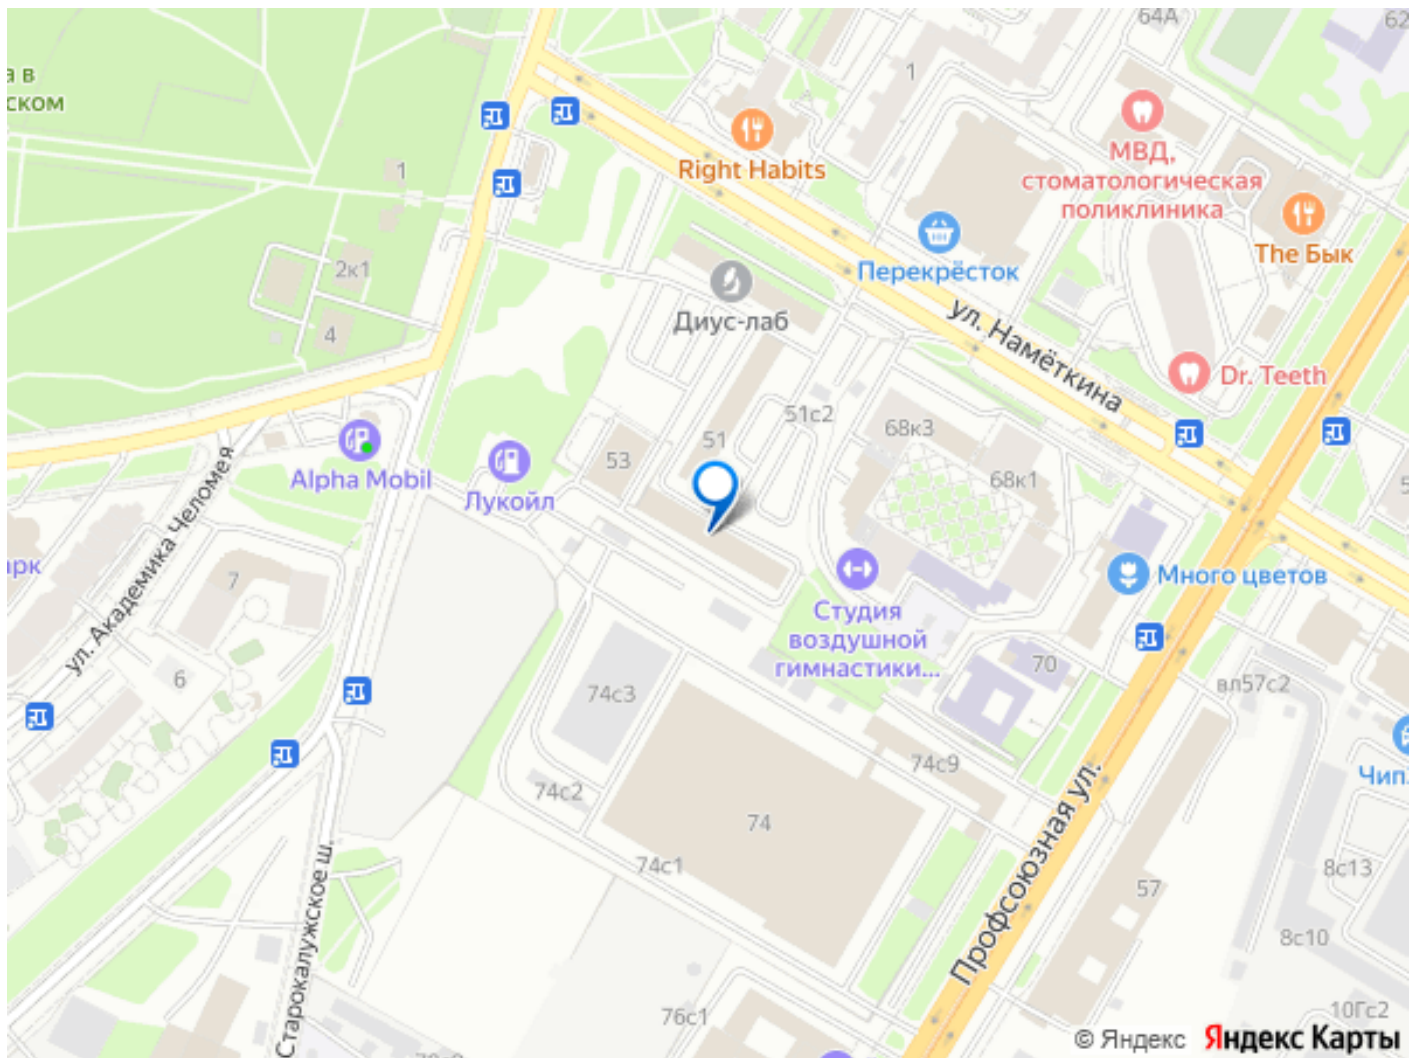 64А
62
а в
ском
1
МВД,
стоматологическая
поликлиника
Right Habits
1
The Бык
Перекрёсток
2к1
4
Диус-лаб
ул. Намёткина
Dr. Teeth
51с2
68к3
51
53
68к1
5
Alpha Mobil
Лукойл
ул. Академика Челомея
арк
7
Много цветов
Студия
воздушной
гимнастики...
70
6
74с3
вл57с2
74с9
Чип
74с2
74
74с1
Профсоюзная ул.
57
8с13
8с10
Старокалужское ш.
76с1
10Гс2
© Яндекс Яндекс Карты